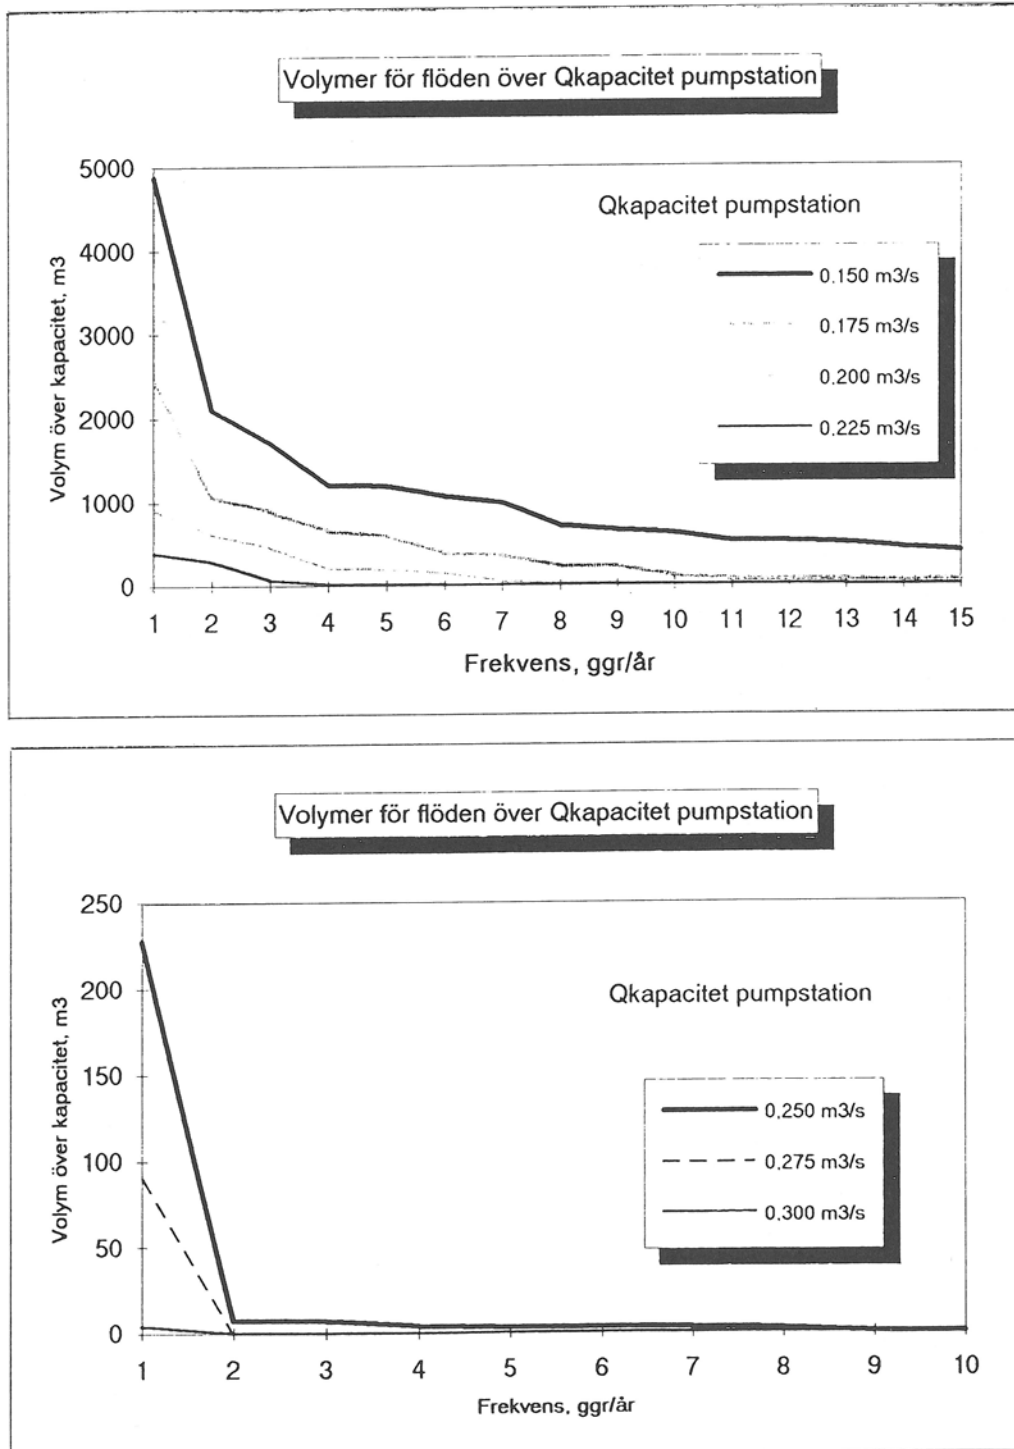 Volymer för flöden över Qkapacitet pumpstation
5000
4000
3000
2000
1000
0
Volym över kapacitet, m3
Qkapacitet pumpstation
0.150 m3/s
0.175 m3/s
0.200 m3/s
0.225 m3/s
1 2 3 4 5 6 7 8 9 10 11 12 13 14 15
Frekvens, ggr/år
Volymer för flöden över Qkapacitet pumpstation
250
200
150
100
50
0
Volym över kapacitet, m3
Qkapacitet pumpstation
0.250 m3/s
0.275 m3/s
0.300 m3/s
1 2 3 4 5 6 7 8 9 10
Frekvens, ggr/år